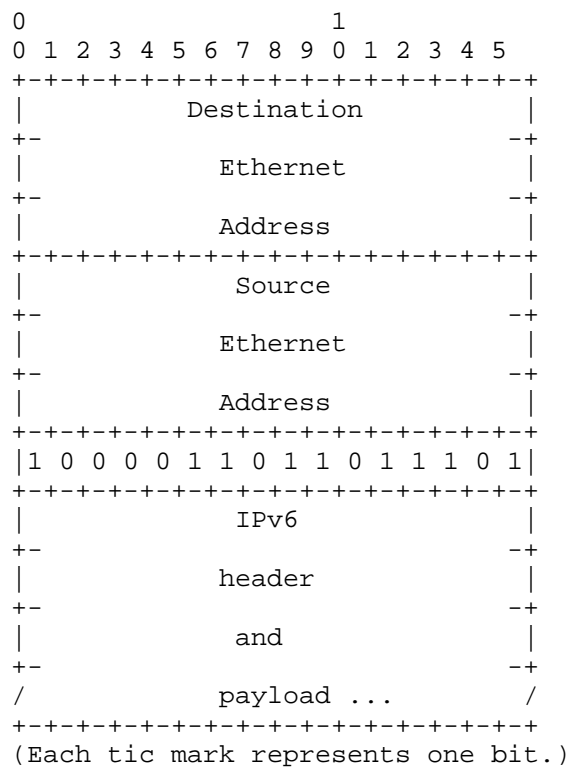 0                   1
0 1 2 3 4 5 6 7 8 9 0 1 2 3 4 5
+-+-+-+-+-+-+-+-+-+-+-+-+-+-+-+-+
|          Destination          |
+-                             -+
|            Ethernet           |
+-                             -+
|            Address            |
+-+-+-+-+-+-+-+-+-+-+-+-+-+-+-+-+
|             Source            |
+-                             -+
|            Ethernet           |
+-                             -+
|            Address            |
+-+-+-+-+-+-+-+-+-+-+-+-+-+-+-+-+
|1 0 0 0 0 1 1 0 1 1 0 1 1 1 0 1|
+-+-+-+-+-+-+-+-+-+-+-+-+-+-+-+-+
|             IPv6              |
+-                             -+
|            header             |
+-                             -+
|             and               |
+-                             -+
/            payload ...        /
+-+-+-+-+-+-+-+-+-+-+-+-+-+-+-+-+
(Each tic mark represents one bit.)